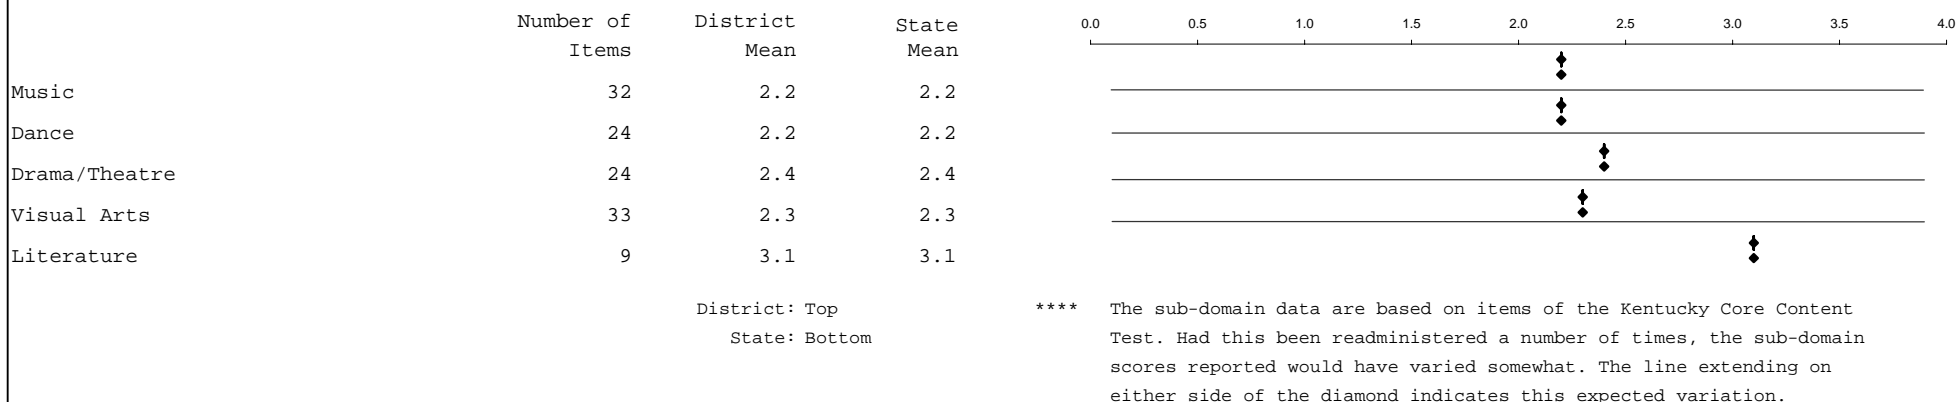 Number of District State
Items Mean Mean
0.0 0.5 1.0 1.5 2.0 2.5 3.0 3.5 4.0
Music 32 2.2 2.2
Dance 24 2.2 2.2
Drama/Theatre 24 2.4 2.4
Visual Arts 33 2.3 2.3
Literature 9 3.1 3.1
District: Top
State: Bottom
**** The sub-domain data are based on items of the Kentucky Core Content
Test. Had this been readministered a number of times, the sub-domain
scores reported would have varied somewhat. The line extending on
either side of the diamond indicates this expected variation.